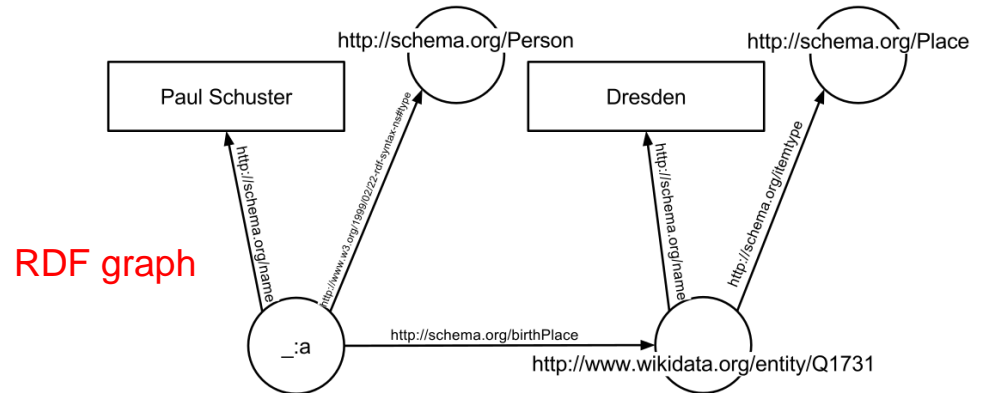 http://schema.org/Person
http://schema.org/Place
Paul Schuster
Dresden
http://schema.org/name
http://www.w3.org/1999/02/22-rdf-syntax-ns#type
http://schema.org/name
http://schema.org/itemtype
RDF graph
_:a
http://schema.org/birthPlace
http://www.wikidata.org/entity/Q1731